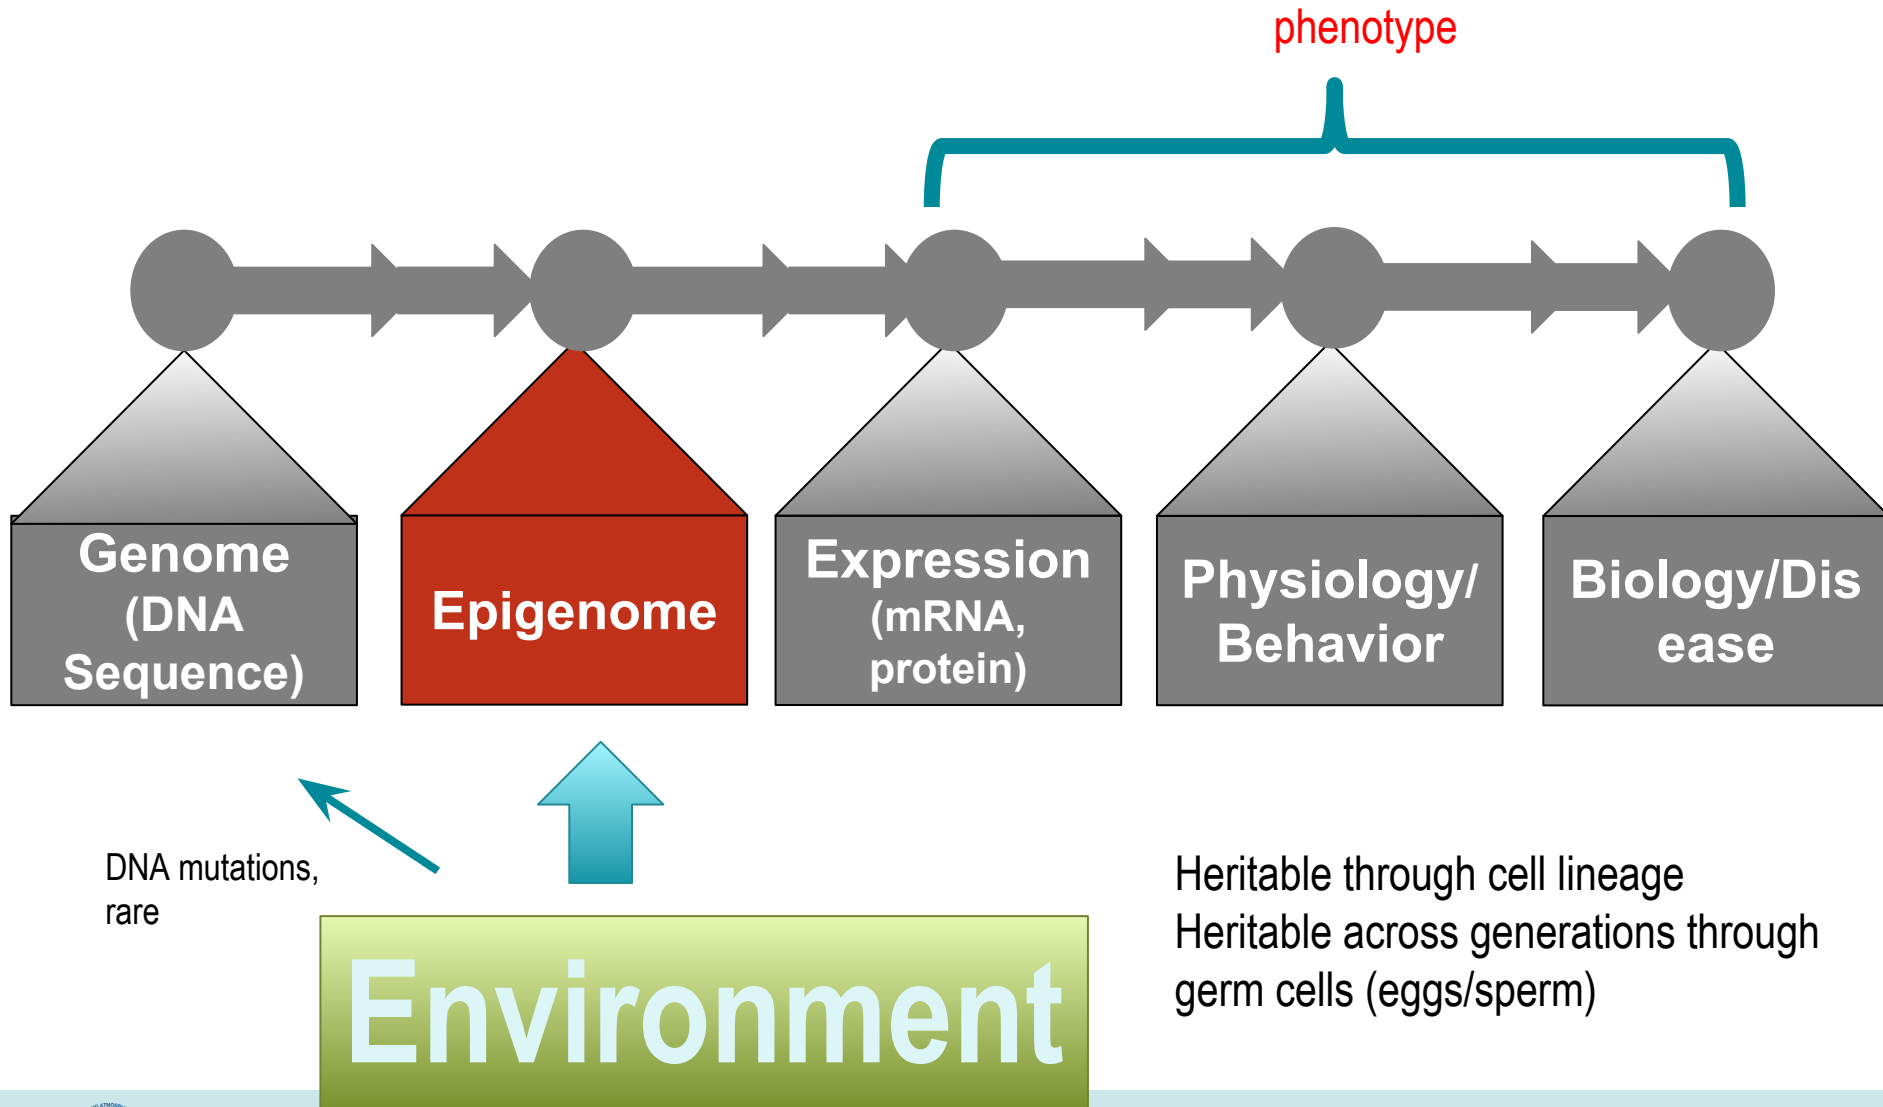 phenotype
Genome
(DNA
Sequence)
Epigenome
Expression
(mRNA,
protein)
Physiology/
Behavior
Biology/Dis
ease
DNA mutations,
rare
Environment
Heritable through cell lineage
Heritable across generations through
germ cells (eggs/sperm)